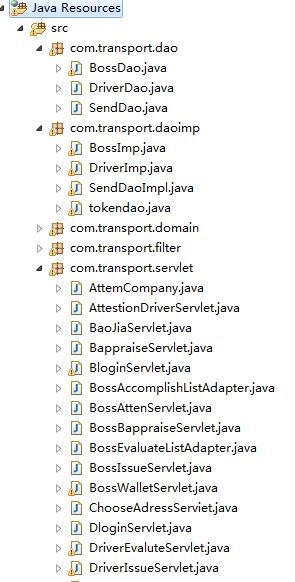 Java Resources
src
com.transport.dao
BossDao.java
DriverDao.java
SendDao.java
com.transport.daoimp
BossImp.java
DriverImp.java
SendDaoImpl.java
tokendao.java
com.transport.domain
com.transport.filter
com.transport.servlet
AttemCompany.java
AttestionDriverServlet.java
BaoJiaServlet.java
BappraiseServlet.java
BloginServlet.java
BossAccomplishListAdapter.java
BossAttenServlet.java
BossBappraiseServlet.java
BossEvaluateListAdapter.java
BossIssueServlet.java
BossWalletServlet.java
ChooseAdressServiet.java
DloginServlet.java
DriverEvaluteServlet.java
DriverIssueServlet.java